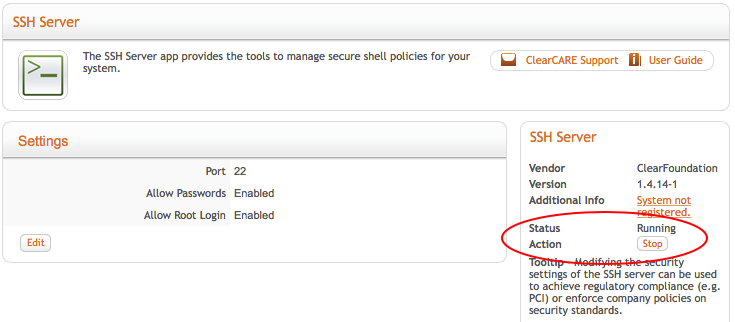 SSH Server
The SSH Server app provides the tools to manage secure shell policies for your
system.
ClearCARE Support
User Guide
Settings
Port 22
Allow Passwords Enabled
Allow Root Login Enabled
Edit
SSH Server
Vendor ClearFoundation
Version 1.4.14-1
Additional Info System not
registered.
Status Running
Action Stop
Tooltip Modifying the security
settings of the SSH server can be used
to achieve regulatory compliance (e.g.
PCI) or enforce company policies on
security standards.